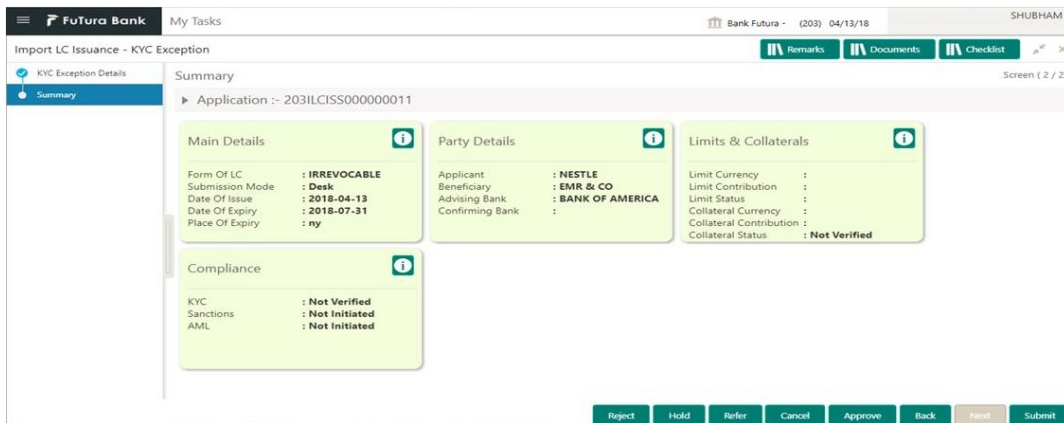 FuTura Bank
My Tasks
Bank Futura - (203) 04/13/18
SHUBHAM
Import LC Issuance - KYC Exception
Remarks
Documents
Checklist
KYC Exception Details
Summary
Summary
Screen ( 2 / 2
Application :- 203ILCISS000000011
Main Details
Form Of LC : IRREVOCABLE
Submission Mode : Desk
Date Of Issue : 2018-04-13
Date Of Expiry : 2018-07-31
Place Of Expiry : ny
Party Details
Applicant : NESTLE
Beneficiary : EMR & CO
Advising Bank : BANK OF AMERICA
Confirming Bank :
Limits & Collaterals
Limit Currency :
Limit Contribution :
Limit Status :
Collateral Currency :
Collateral Contribution :
Collateral Status : Not Verified
Compliance
KYC : Not Verified
Sanctions : Not Initiated
AML : Not Initiated
Reject
Hold
Refer
Cancel
Approve
Back
Next
Submit